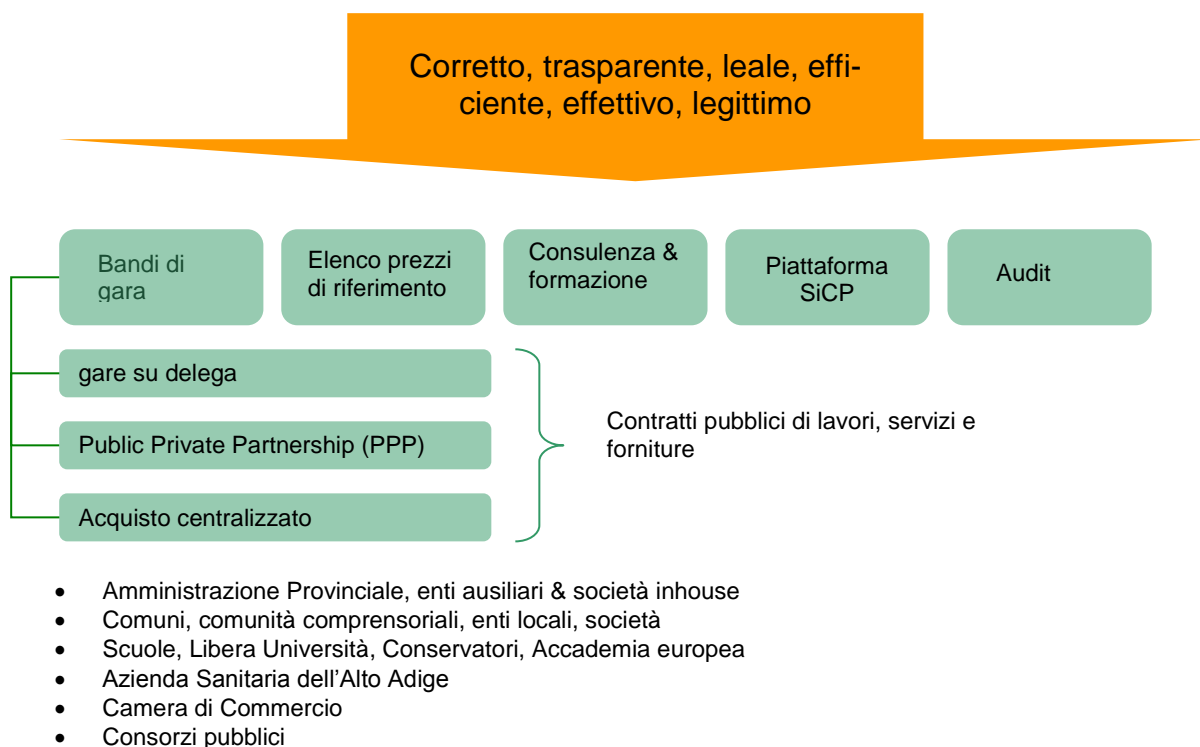 Corretto, trasparente, leale, effi-
ciente, effettivo, legittimo
Bandi di
gara
Elenco prezzi
di riferimento
Consulenza &
formazione
Piattaforma
SiCP
Audit
gare su delega
Public Private Partnership (PPP)
Acquisto centralizzato
Contratti pubblici di lavori, servizi e
forniture
• Amministrazione Provinciale, enti ausiliari & società inhouse
• Comuni, comunità comprensoriali, enti locali, società
• Scuole, Libera Università, Conservatori, Accademia europea
• Azienda Sanitaria dell’Alto Adige
• Camera di Commercio
• Consorzi pubblici